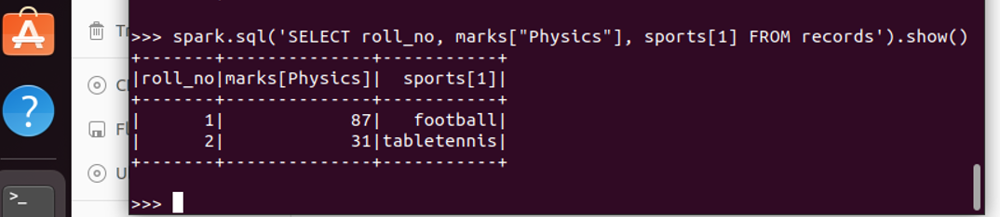 Tr
>>> spark.sql('SELECT roll_no, marks["Physics"], sports[1] FROM records').show()
+-------+--------------+-----------+
|roll_no|marks[Physics]|  sports[1]|
+-------+--------------+-----------+
|      1|            87|   football|
|      2|            31|tabletennis|
+-------+--------------+-----------+
>>>
Cl
Fl
U
?
>_